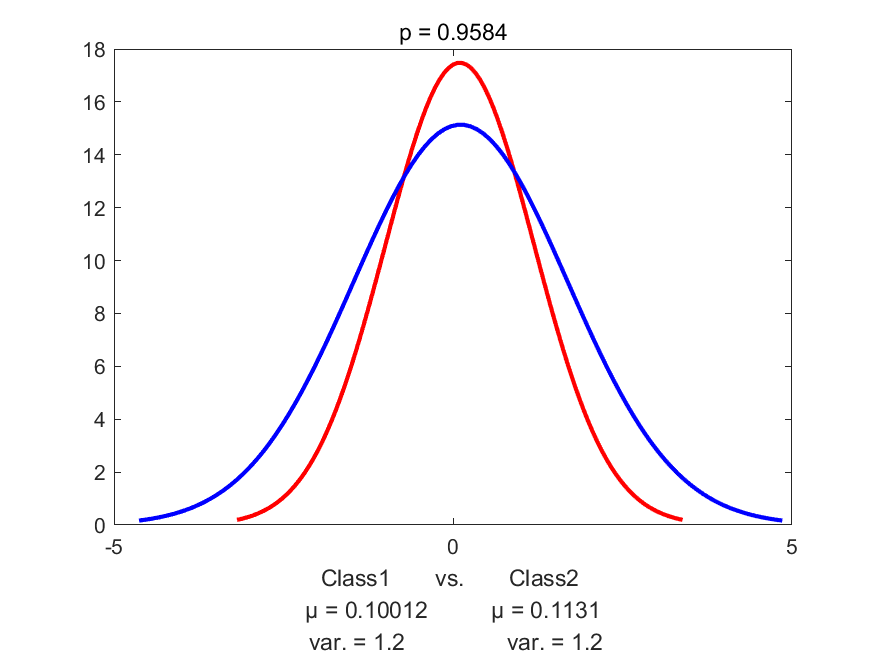 p = 0.9584
18
16
14
12
10
8
6
4
2
0
-5 0 5
Class1 vs. Class2
μ = 0.10012 μ = 0.1131
var. = 1.2 var. = 1.2